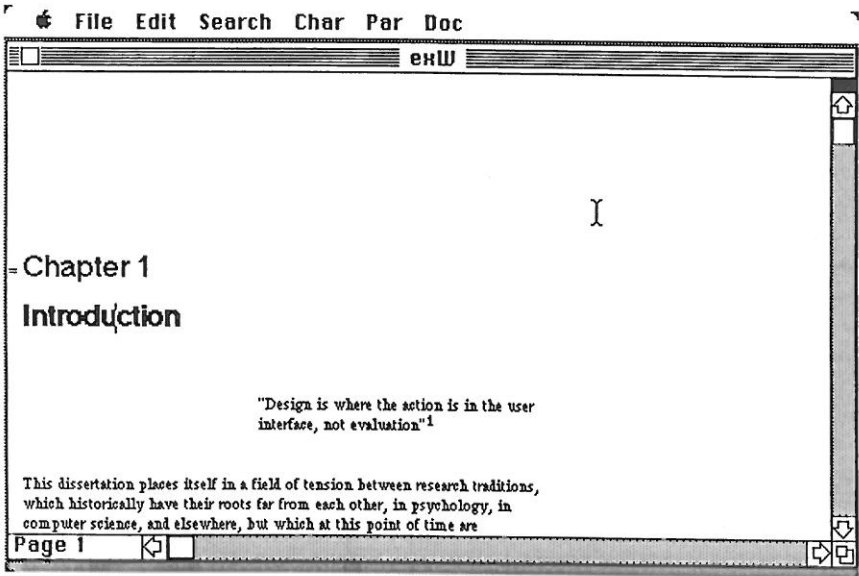 File Edit Search Char Par Doc
exW
= Chapter 1
Introduction
"Design is where the action is in the user
interface, not evaluation"1
This dissertation places itself in a field of tension between research traditions,
which historically have their roots far from each other, in psychology, in
computer science, and elsewhere, but which at this point of time are
Page 1